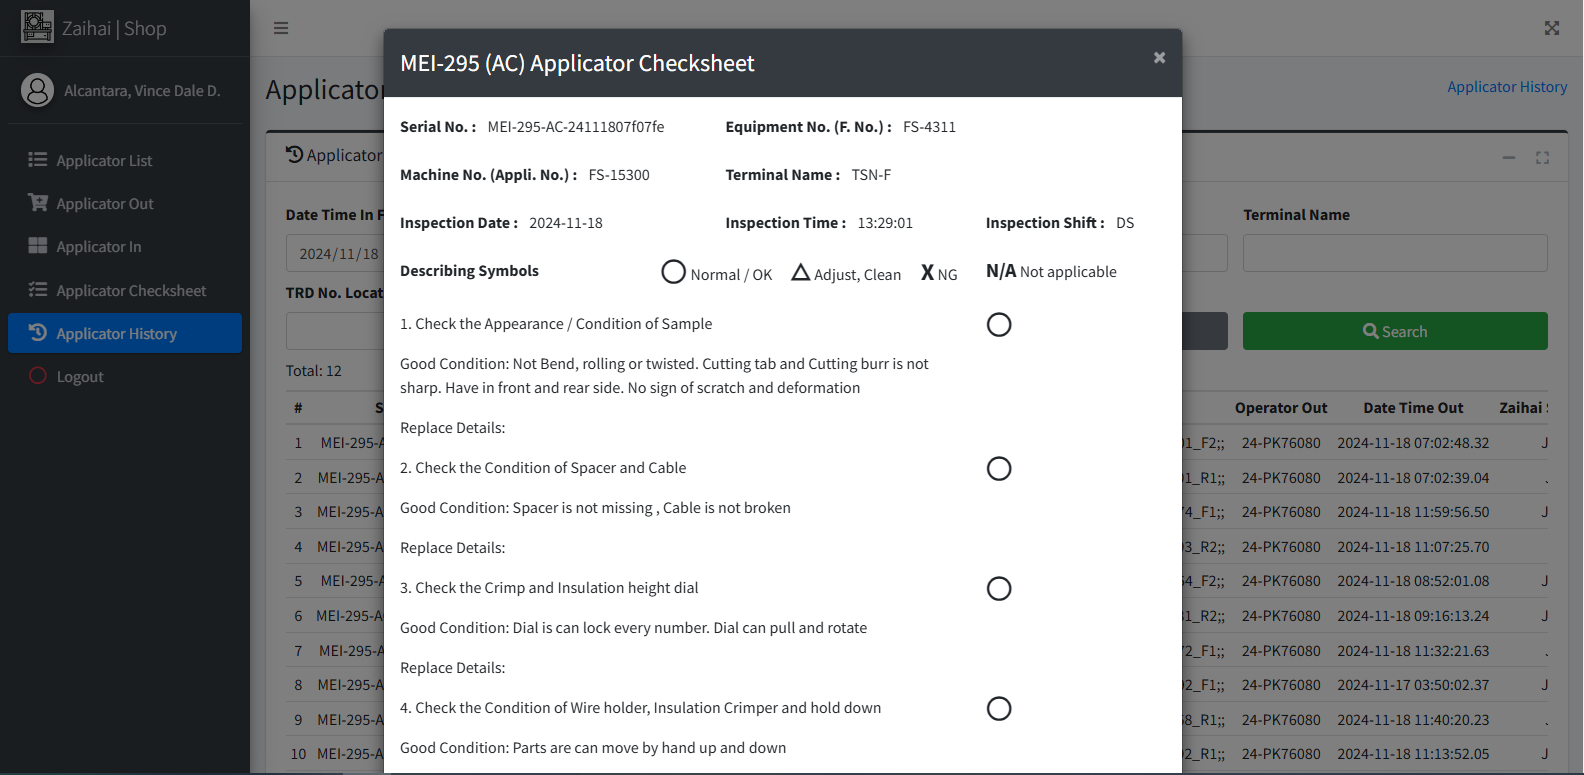 Zaihai | Shop
Alcantara, Vince Dale D.
Applicator List
Applicator Out
Applicator In
Applicator Checksheet
Applicator History
Logout
Applicator History
Date Time In
2024/11/18
Terminal Name
TRD No.
Search
Total: 12
# Operator Out Date Time Out Zaihai
1 24-PK76080 2024-11-18 07:02:48.32
2 24-PK76080 2024-11-18 07:02:39.04
3 24-PK76080 2024-11-18 11:59:56.50
4 24-PK76080 2024-11-18 11:07:25.70
5 24-PK76080 2024-11-18 08:52:01.08
6 24-PK76080 2024-11-18 09:16:13.24
7 24-PK76080 2024-11-18 11:32:21.63
8 24-PK76080 2024-11-17 03:50:02.37
9 24-PK76080 2024-11-18 11:40:20.23
10 24-PK76080 2024-11-18 11:13:52.05
MEI-295 (AC) Applicator Checksheet
Serial No. : MEI-295-AC-24111807f07fe Equipment No. (F. No.) : FS-4311
Machine No. (Appli. No.) : FS-15300 Terminal Name : TSN-F
Inspection Date : 2024-11-18 Inspection Time : 13:29:01 Inspection Shift : DS
Describing Symbols Normal / OK Adjust, Clean X NG N/A Not applicable
1. Check the Appearance / Condition of Sample
Good Condition: Not Bend, rolling or twisted. Cutting tab and Cutting burr is not
sharp. Have in front and rear side. No sign of scratch and deformation
Replace Details:
2. Check the Condition of Spacer and Cable
Good Condition: Spacer is not missing , Cable is not broken
Replace Details:
3. Check the Crimp and Insulation height dial
Good Condition: Dial is can lock every number. Dial can pull and rotate
Replace Details:
4. Check the Condition of Wire holder, Insulation Crimper and hold down
Good Condition: Parts are can move by hand up and down